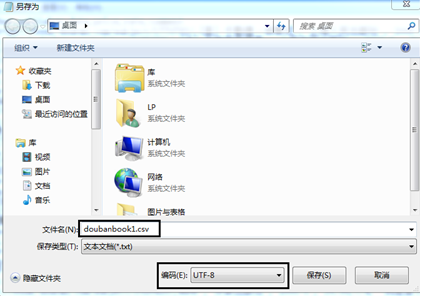 另存为
桌面
搜索 桌面
组织
新建文件夹
收藏夹
下载
桌面
最近访问的位置
库
视频
图片
文档
音乐
库
系统文件夹
LP
系统文件夹
计算机
系统文件夹
网络
系统文件夹
图片与表格
文件名(N): doubanbook1.csv
保存类型(T): 文本文档(*.txt)
隐藏文件夹
编码(E): UTF-8
保存(S)
取消